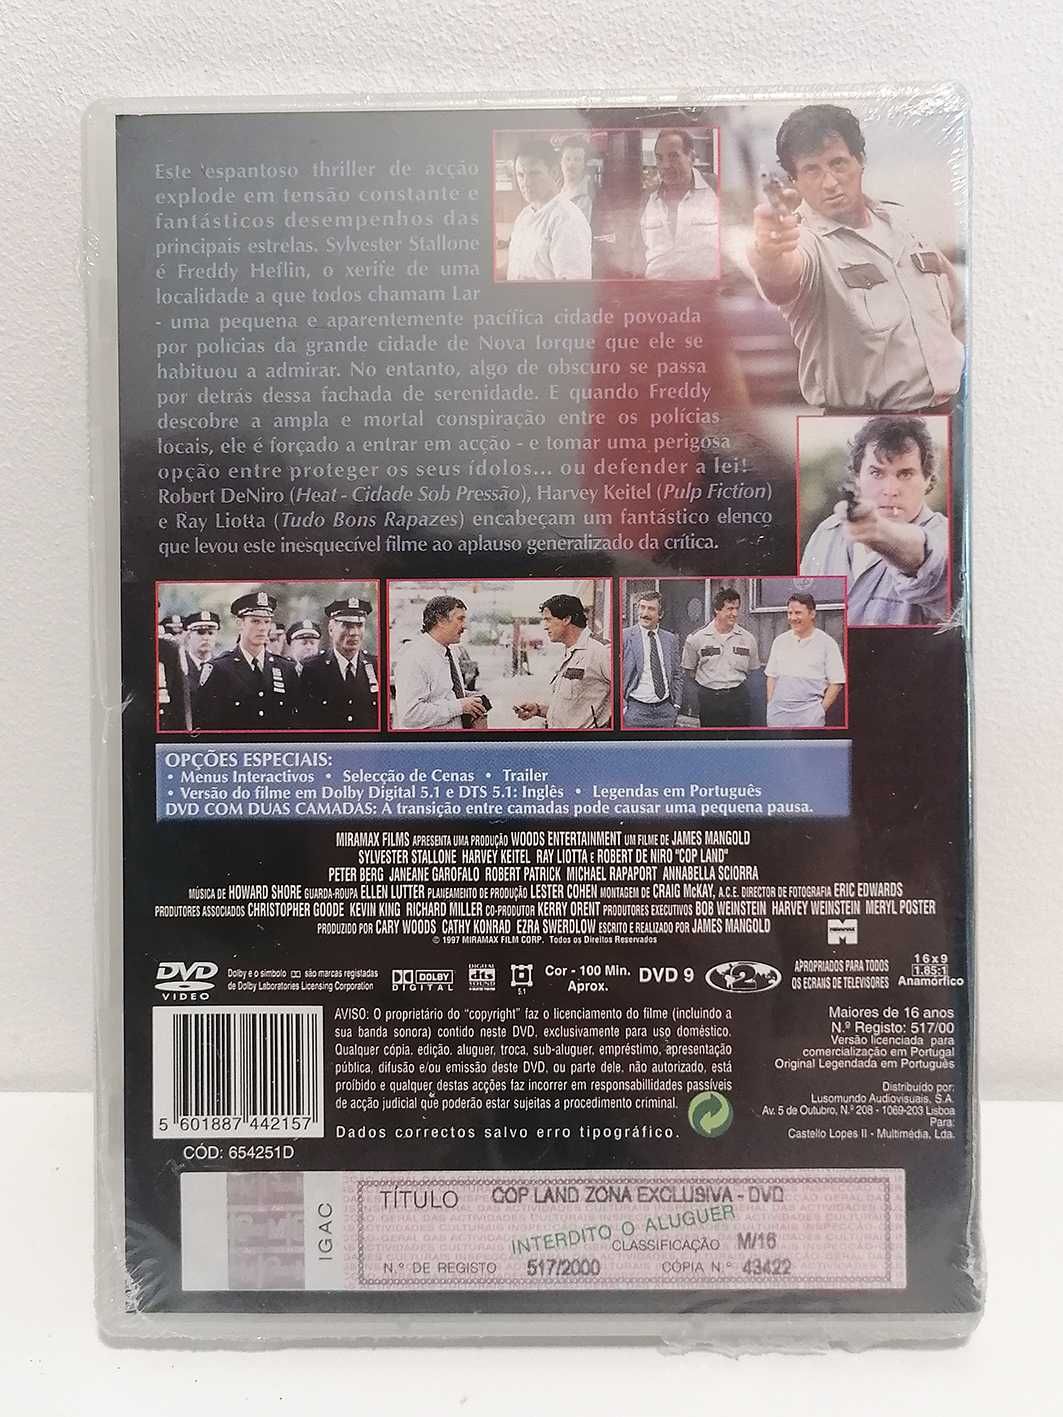 Este espantoso thriller de acção
explode em tensão constante e
fantásticos desempenhos das
principais estrelas. Sylvester Stallone
é Freddy Heflin, o xerife de uma
localidade a que todos chamam Lar
- uma pequena e aparentemente pacífica cidade povoada
por polícias da grande cidade de Nova Iorque que ele se
habituou a admirar. No entanto, algo de obscuro se passa
por detrás dessa fachada de serenidade. E quando Freddy
descobre a ampla e mortal conspiração entre os polícias
locais, ele é forçado a entrar em acção - e tomar uma perigosa
opção entre proteger os seus ídolos... ou defender a lei!
Robert DeNiro (Heat - Cidade Sob Pressão), Harvey Keitel (Pulp Fiction)
e Ray Liotta (Tudo Bons Rapazes) encabeçam um fantástico elenco
que levou este inesquecível filme ao aplauso generalizado da crítica.
OPÇÕES ESPECIAIS:
• Menus Interactivos • Selecção de Cenas • Trailer
• Versão do filme em Dolby Digital 5.1 e DTS 5.1: Inglês • Legendas em Português
DVD COM DUAS CAMADAS: A transição entre camadas pode causar uma pequena pausa.
MIRAMAX FILMS APRESENTA UMA PRODUÇÃO WOODS ENTERTAINMENT UM FILME DE JAMES MANGOLD
SYLVESTER STALLONE HARVEY KEITEL RAY LIOTTA E ROBERT DE NIRO "COP LAND"
PETER BERG JANEANE GAROFALO ROBERT PATRICK MICHAEL RAPAPORT ANNABELLA SCIORRA
MÚSICA DE HOWARD SHORE GUARDA-ROUPA ELLEN LUTTER PLANEAMENTO DE PRODUÇÃO LESTER COHEN MONTAGEM DE CRAIG McKAY, A.C.E. DIRECTOR DE FOTOGRAFIA ERIC EDWARDS
PRODUTORES ASSOCIADOS CHRISTOPHER GOODE KEVIN KING RICHARD MILLER CO-PRODUTOR KERRY ORENT PRODUTORES EXECUTIVOS BOB WEINSTEIN HARVEY WEINSTEIN MERYL POSTER
PRODUZIDO POR CARY WOODS CATHY KONRAD EZRA SWERDLOW ESCRITO E REALIZADO POR JAMES MANGOLD
© 1997 MIRAMAX FILM CORP. Todos os Direitos Reservados
MIRAMAX
DVD
VIDEO
Dolby e o símbolo são marcas registadas
de Dolby Laboratories Licensing Corporation
DOLBY
DIGITAL
DIGITAL
dts
SOUND
5.1
Cor - 100 Min.
Aprox.
DVD 9
2
APROPRIADOS PARA TODOS
OS ECRANS DE TELEVISORES
16 x 9
1.85:1
Anamórfico
AVISO: O proprietário do "copyright" faz o licenciamento do filme (incluindo a
sua banda sonora) contido neste DVD, exclusivamente para uso doméstico.
Qualquer cópia, edição, aluguer, troca, sub-aluguer, empréstimo, apresentação
pública, difusão e/ou emissão deste DVD, ou parte dele, não autorizado, está
proíbido e qualquer destas acções faz incorrer em responsabillidades passíveis
de acção judicial que poderão estar sujeitas a procedimento criminal.
Dados correctos salvo erro tipográfico.
Maiores de 16 anos
N.º Registo: 517/00
Versão licenciada para
comercialização em Portugal
Original Legendada em Português
Distribuído por:
Lusomundo Audiovisuais, S.A.
Av. 5 de Outubro, N.º 208 - 1069-203 Lisboa
Para:
Castello Lopes II - Multimédia, Lda.
5 601887 442157
CÓD: 654251D
IGAC
TÍTULO COP LAND ZONA EXCLUSIVA - DVD
INTERDITO O ALUGUER
CLASSIFICAÇÃO M/16
N.º DE REGISTO 517/2000 CÓPIA N.º 43422